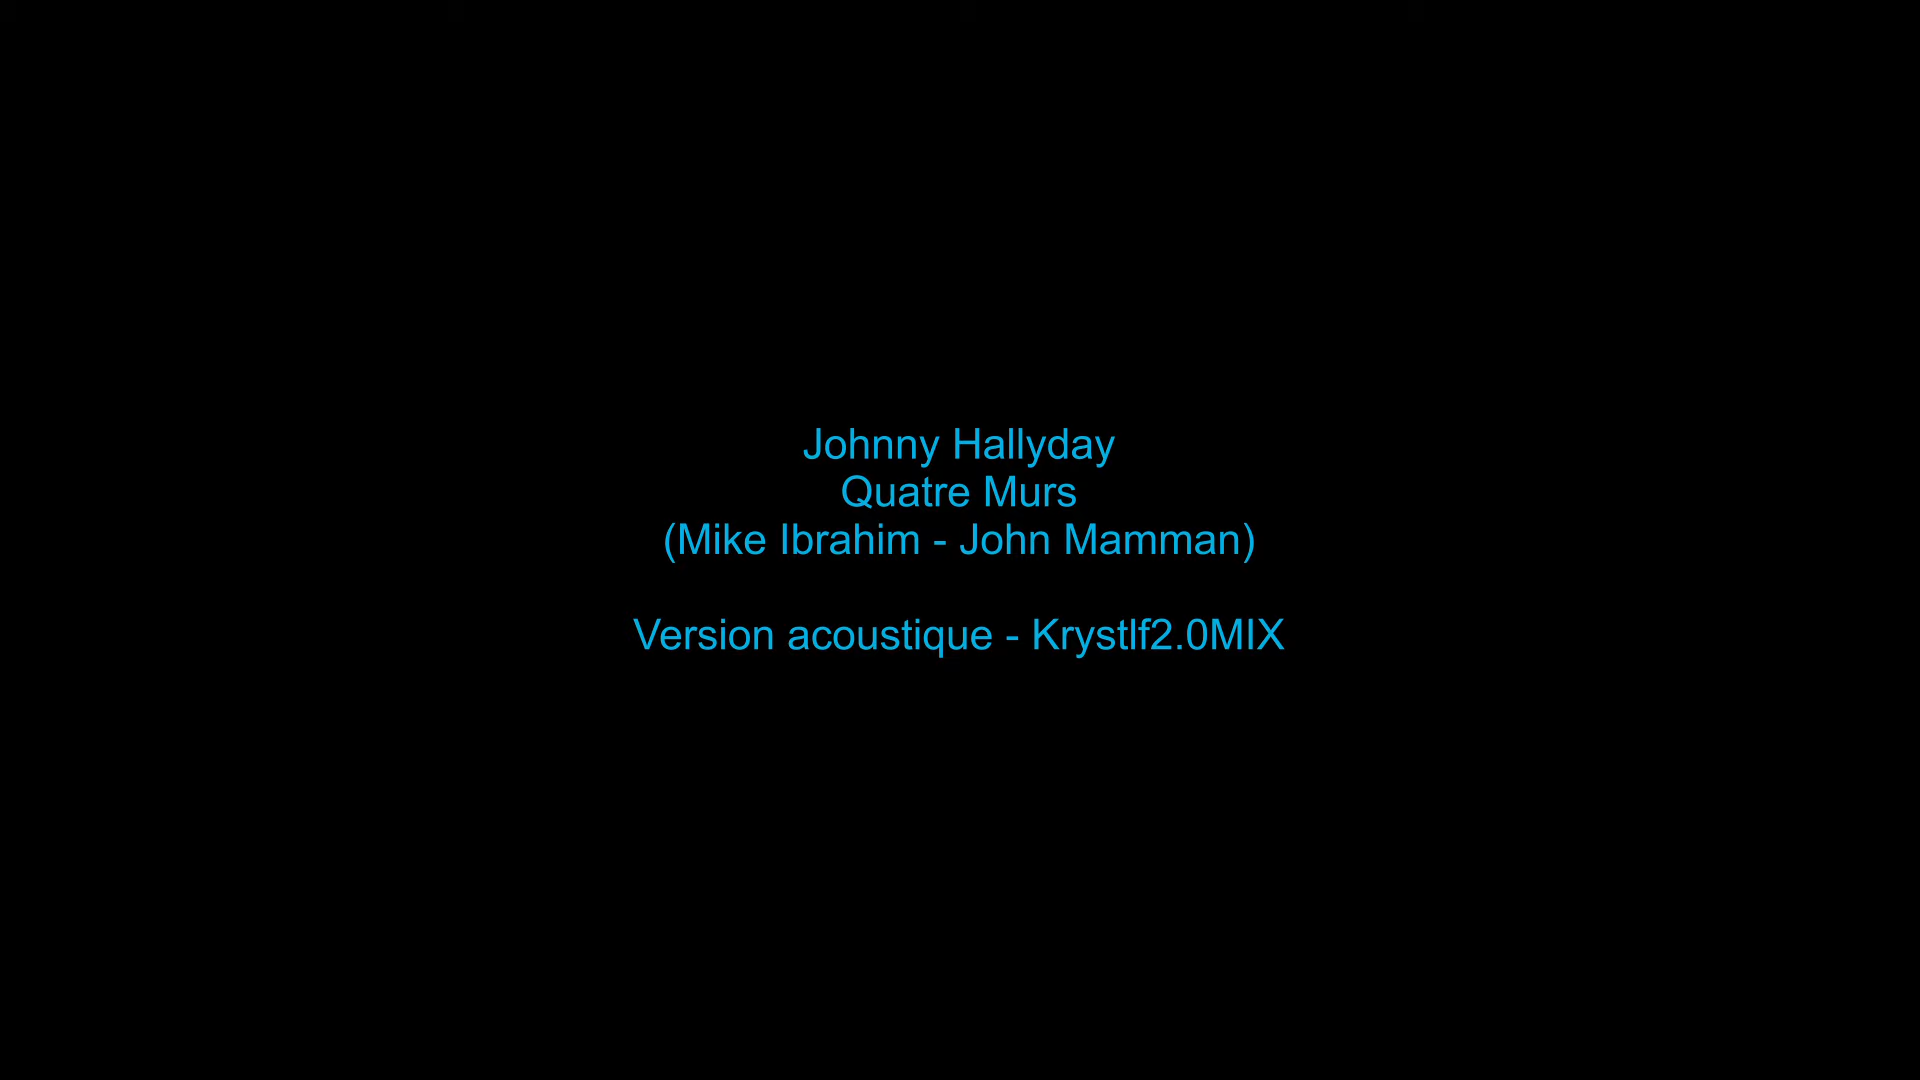 Johnny Hallyday
Quatre Murs
(Mike Ibrahim - John Mamman)
Version acoustique - Krystlf2.0MIX